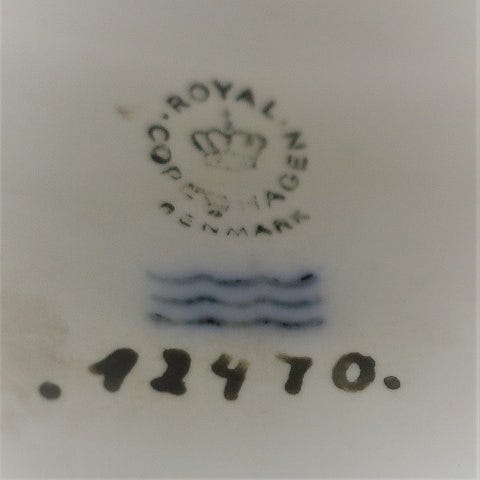 ROYAL COPENHAGEN
DENMARK
.12470.